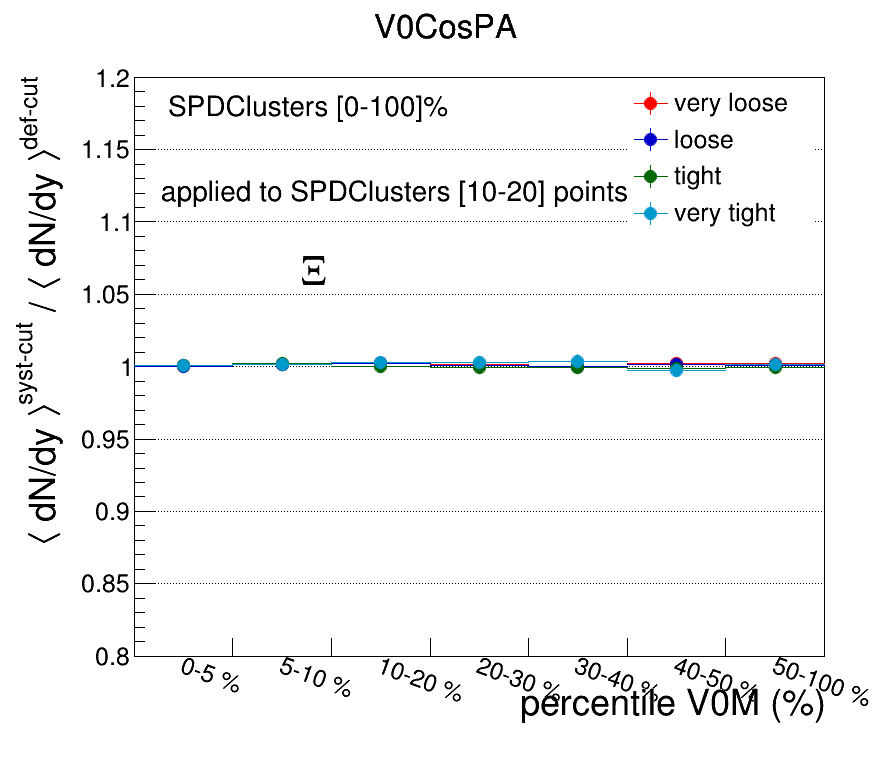 V0CosPA
SPDClusters [0-100]%
applied to SPDClusters [10-20] points
Ξ
very loose
loose
tight
very tight
⟨ dN/dy ⟩^syst-cut / ⟨ dN/dy ⟩^def-cut
1.2
1.15
1.1
1.05
1
0.95
0.9
0.85
0.8
0-5 %
5-10 %
10-20 %
20-30 %
30-40 %
40-50 %
50-100 %
percentile V0M (%)